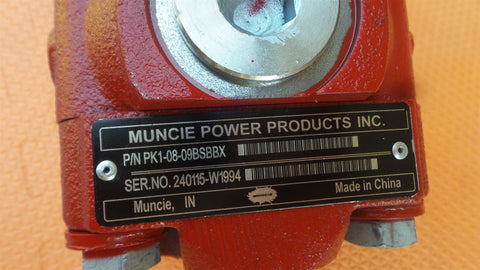 MUNCIE POWER PRODUCTS INC.
P/N PK1-08-09BSBBX
SER.NO. 240115-W1994
Muncie, IN Made in China